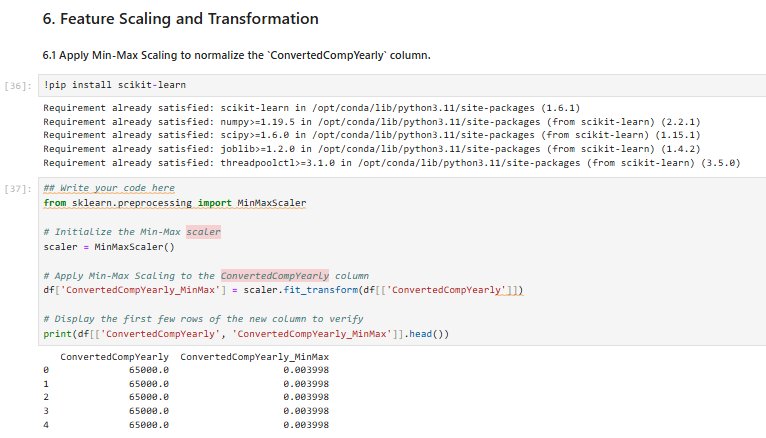 6. Feature Scaling and Transformation
6.1 Apply Min-Max Scaling to normalize the `ConvertedCompYearly` column.
[36]: !pip install scikit-learn
Requirement already satisfied: scikit-learn in /opt/conda/lib/python3.11/site-packages (1.6.1)
Requirement already satisfied: numpy>=1.19.5 in /opt/conda/lib/python3.11/site-packages (from scikit-learn) (2.2.1)
Requirement already satisfied: scipy>=1.6.0 in /opt/conda/lib/python3.11/site-packages (from scikit-learn) (1.15.1)
Requirement already satisfied: joblib>=1.2.0 in /opt/conda/lib/python3.11/site-packages (from scikit-learn) (1.4.2)
Requirement already satisfied: threadpoolctl>=3.1.0 in /opt/conda/lib/python3.11/site-packages (from scikit-learn) (3.5.0)
[37]: ## Write your code here
from sklearn.preprocessing import MinMaxScaler
# Initialize the Min-Max scaler
scaler = MinMaxScaler()
# Apply Min-Max Scaling to the ConvertedCompYearly column
df['ConvertedCompYearly_MinMax'] = scaler.fit_transform(df[['ConvertedCompYearly']])
# Display the first few rows of the new column to verify
print(df[['ConvertedCompYearly', 'ConvertedCompYearly_MinMax']].head())
ConvertedCompYearly ConvertedCompYearly_MinMax
0 65000.0 0.003998
1 65000.0 0.003998
2 65000.0 0.003998
3 65000.0 0.003998
4 65000.0 0.003998